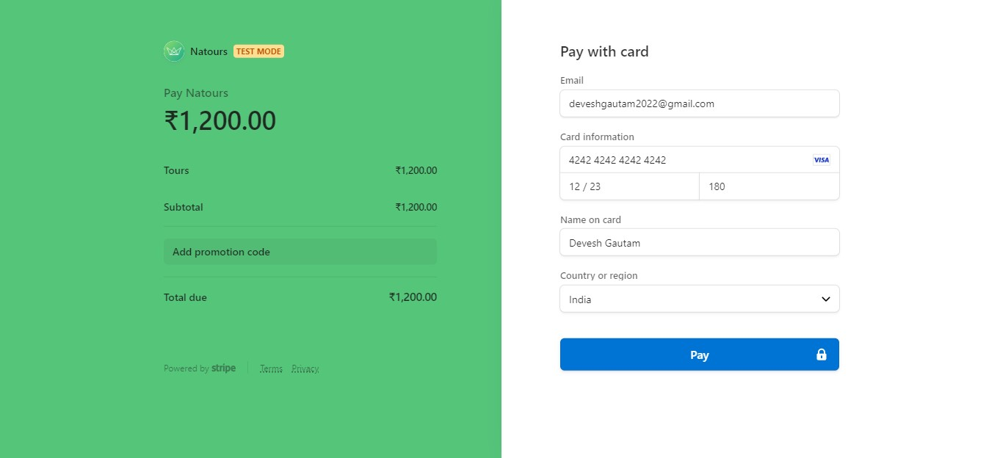 Natours TEST MODE
Pay Natours
₹1,200.00
Tours ₹1,200.00
Subtotal ₹1,200.00
Add promotion code
Total due ₹1,200.00
Powered by stripe Terms Privacy
Pay with card
Email
deveshgautam2022@gmail.com
Card information
4242 4242 4242 4242 VISA
12 / 23 180
Name on card
Devesh Gautam
Country or region
India
Pay